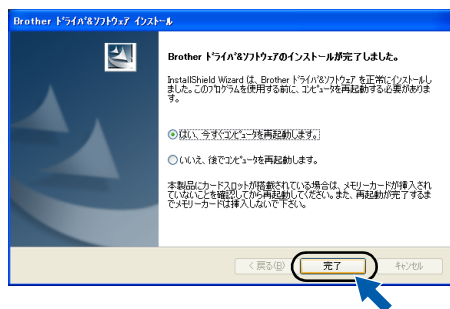 Brother ﾄﾞﾗｲﾊﾞ&ｿﾌﾄｳｪｱ ｲﾝｽﾄｰﾙ
Brother ﾄﾞﾗｲﾊﾞ&ｿﾌﾄｳｪｱのインストールが完了しました。
InstallShield Wizard は、Brother ﾄﾞﾗｲﾊﾞ&ｿﾌﾄｳｪｱ を正常にｲﾝｽﾄｰﾙし
ました。このﾌﾟﾛｸﾞﾗﾑを使用する前に、ｺﾝﾋﾟｭｰﾀを再起動する必要がありま
す。
はい、今すぐｺﾝﾋﾟｭｰﾀを再起動します。
いいえ、後でｺﾝﾋﾟｭｰﾀを再起動します。
本製品にカードスロットが搭載されている場合は、メモリーカードが挿入され
ていないことを確認してから再起動してください。また、再起動が完了するま
でメモリーカードは挿入しないで下さい。
< 戻る(B)
完了
ｷｬﾝｾﾙ